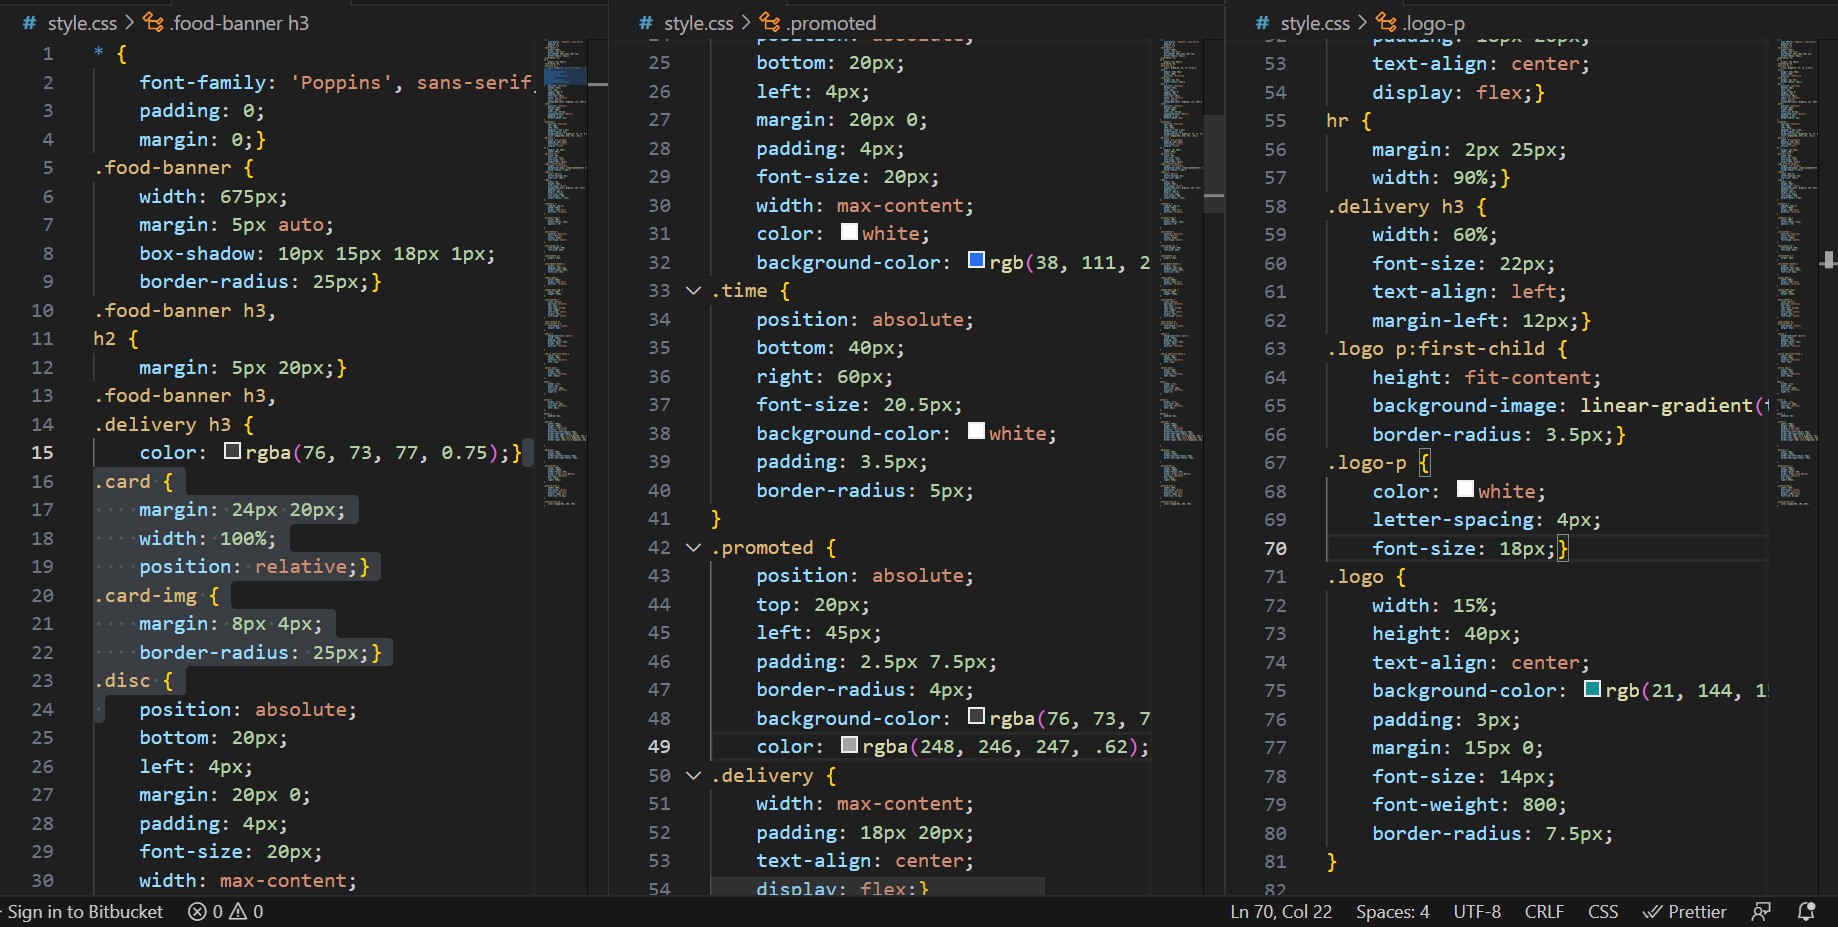 # style.css > .food-banner h3
1 * {
2 font-family: 'Poppins', sans-serif
3 padding: 0;
4 margin: 0;}
5 .food-banner {
6 width: 675px;
7 margin: 5px auto;
8 box-shadow: 10px 15px 18px 1px;
9 border-radius: 25px;}
10 .food-banner h3,
11 h2 {
12 margin: 5px 20px;}
13 .food-banner h3,
14 .delivery h3 {
15 color: rgba(76, 73, 77, 0.75);}
16 .card {
17 margin: 24px 20px;
18 width: 100%;
19 position: relative;}
20 .card-img {
21 margin: 8px 4px;
22 border-radius: 25px;}
23 .disc {
24 position: absolute;
25 bottom: 20px;
26 left: 4px;
27 margin: 20px 0;
28 padding: 4px;
29 font-size: 20px;
30 width: max-content;
# style.css > .promoted
24 position: absolute;
25 bottom: 20px;
26 left: 4px;
27 margin: 20px 0;
28 padding: 4px;
29 font-size: 20px;
30 width: max-content;
31 color: white;
32 background-color: rgb(38, 111, 2
33 .time {
34 position: absolute;
35 bottom: 40px;
36 right: 60px;
37 font-size: 20.5px;
38 background-color: white;
39 padding: 3.5px;
40 border-radius: 5px;
41 }
42 .promoted {
43 position: absolute;
44 top: 20px;
45 left: 45px;
46 padding: 2.5px 7.5px;
47 border-radius: 4px;
48 background-color: rgba(76, 73, 7
49 color: rgba(248, 246, 247, .62);
50 .delivery {
51 width: max-content;
52 padding: 18px 20px;
53 text-align: center;
54 display: flex;}
# style.css > .logo-p
52 padding: 18px 20px;
53 text-align: center;
54 display: flex;}
55 hr {
56 margin: 2px 25px;
57 width: 90%;}
58 .delivery h3 {
59 width: 60%;
60 font-size: 22px;
61 text-align: left;
62 margin-left: 12px;}
63 .logo p:first-child {
64 height: fit-content;
65 background-image: linear-gradient(
66 border-radius: 3.5px;}
67 .logo-p {
68 color: white;
69 letter-spacing: 4px;
70 font-size: 18px;}
71 .logo {
72 width: 15%;
73 height: 40px;
74 text-align: center;
75 background-color: rgb(21, 144, 1
76 padding: 3px;
77 margin: 15px 0;
78 font-size: 14px;
79 font-weight: 800;
80 border-radius: 7.5px;
81 }
82
Sign in to Bitbucket 0 0 Ln 70, Col 22 Spaces: 4 UTF-8 CRLF CSS Prettier